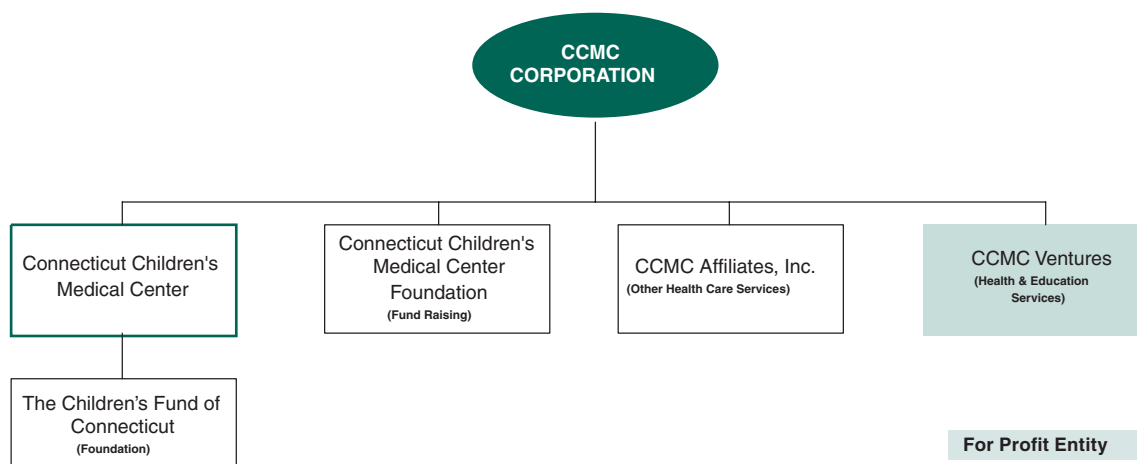 CCMC
CORPORATION
Connecticut Children's
Medical Center
Connecticut Children's
Medical Center
Foundation
(Fund Raising)
CCMC Affiliates, Inc.
(Other Health Care Services)
CCMC Ventures
(Health & Education
Services)
The Children’s Fund of
Connecticut
(Foundation)
For Profit Entity